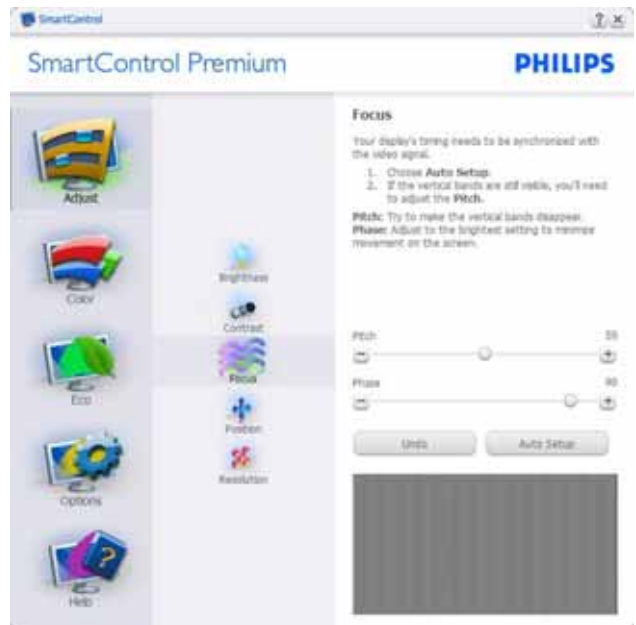 SmartControl
SmartControl Premium
PHILIPS
Adjust
Color
Eco
Options
Help
Brightness
Contrast
Focus
Position
Resolution
Focus
Your display's timing needs to be synchronized with
the video signal.
1. Choose Auto Setup.
2. If the vertical bands are still visible, you'll need
to adjust the Pitch.
Pitch: Try to make the vertical bands disappear.
Phase: Adjust to the brightest setting to minimize
movement on the screen.
Pitch
Phase
Undo
Auto Setup